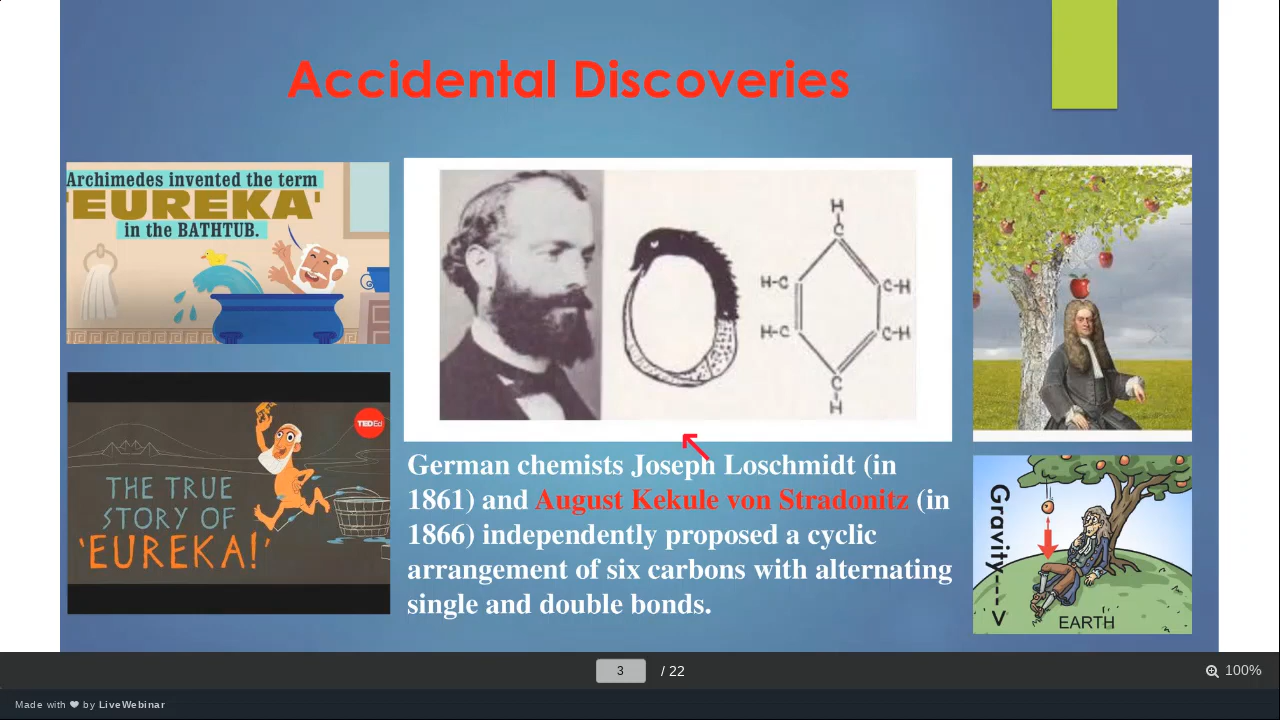 Accidental Discoveries
Archimedes invented the term
'EUREKA'
in the BATHTUB.
TEDEd
THE TRUE
STORY OF
'EUREKA!'
H
C
H-C
C-H
H-C
C-H
C
H
German chemists Joseph Loschmidt (in
1861) and August Kekule von Stradonitz (in
1866) independently proposed a cyclic
arrangement of six carbons with alternating
single and double bonds.
Gravity--->
EARTH
3 / 22
100%
Made with ❤ by LiveWebinar